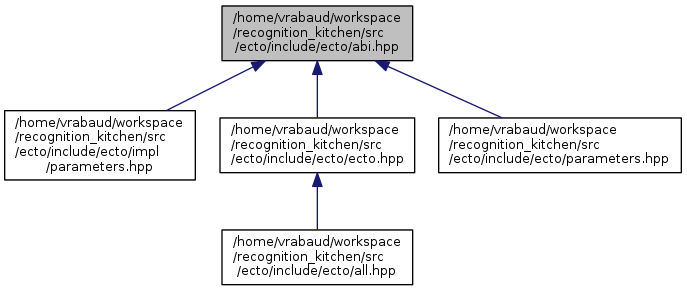 /home/vrabaud/workspace
/recognition_kitchen/src
/ecto/include/ecto/abi.hpp
/home/vrabaud/workspace
/recognition_kitchen/src
/ecto/include/ecto/impl
/parameters.hpp
/home/vrabaud/workspace
/recognition_kitchen/src
/ecto/include/ecto/ecto.hpp
/home/vrabaud/workspace
/recognition_kitchen/src
/ecto/include/ecto/parameters.hpp
/home/vrabaud/workspace
/recognition_kitchen/src
/ecto/include/ecto/all.hpp